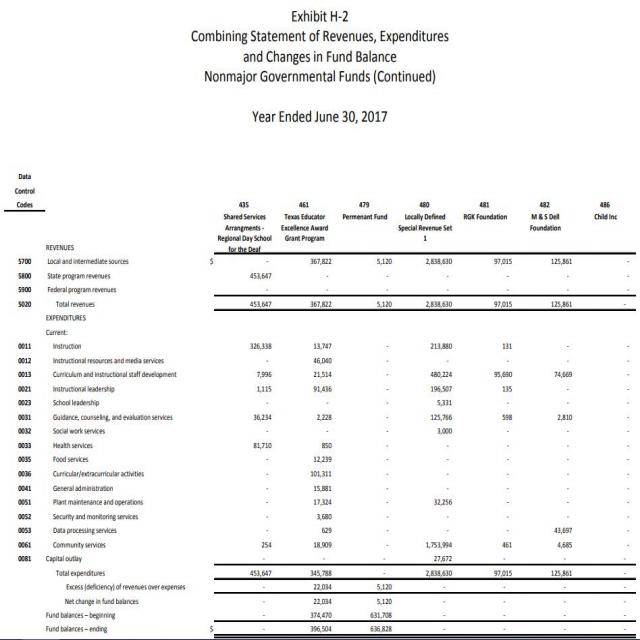 Exhibit H-2
Combining Statement of Revenues, Expenditures
and Changes in Fund Balance
Nonmajor Governmental Funds (Continued)
Year Ended June 30, 2017
Data
Control
Codes
435 461 479 480 481 482 486
Shared Services Texas Educator Permenant Fund Locally Defined RGK Foundation M & S Dell Child Inc
Arrangments - Excellence Award Special Revenue Set Foundation
Regional Day School Grant Program 1
for the Deaf
REVENUES
5700 Local and intermediate sources $ - 367,822 5,120 2,838,630 97,015 125,861 -
5800 State program revenues 453,647 - - - - - -
5900 Federal program revenues - - - - - - -
5020 Total revenues 453,647 367,822 5,120 2,838,630 97,015 125,861 -
EXPENDITURES
Current:
0011 Instruction 326,338 13,747 - 213,880 131 - -
0012 Instructional resources and media services - 46,040 - - - - -
0013 Curriculum and instructional staff development 7,996 21,514 - 480,224 95,690 74,669 -
0021 Instructional leadership 1,115 91,436 - 196,507 135 - -
0023 School leadership - - - 5,331 - - -
0031 Guidance, counseling, and evaluation services 36,234 2,228 - 125,766 598 2,810 -
0032 Social work services - - - 3,000 - - -
0033 Health services 81,710 850 - - - - -
0035 Food services - 12,239 - - - - -
0036 Curricular/extracurricular activities - 101,311 - - - - -
0041 General administration - 15,881 - - - - -
0051 Plant maintenance and operations - 17,324 - 32,256 - - -
0052 Security and monitoring services - 3,680 - - - - -
0053 Data processing services - 629 - - - 43,697 -
0061 Community services 254 18,909 - 1,753,994 461 4,685 -
0081 Capital outlay - - - 27,672 - - -
Total expenditures 453,647 345,788 - 2,838,630 97,015 125,861 -
Excess (deficiency) of revenues over expenses - 22,034 5,120 - - - -
Net change in fund balances - 22,034 5,120 - - - -
Fund balances - beginning - 374,470 631,708 - - - -
Fund balances - ending $ - 396,504 636,828 - - - -